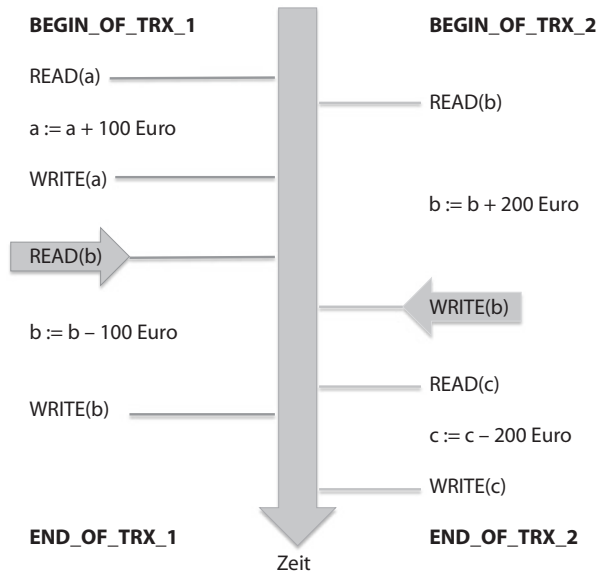 BEGIN_OF_TRX_1
READ(a)
a := a + 100 Euro
WRITE(a)
READ(b)
b := b – 100 Euro
WRITE(b)
END_OF_TRX_1
BEGIN_OF_TRX_2
READ(b)
b := b + 200 Euro
WRITE(b)
READ(c)
c := c – 200 Euro
WRITE(c)
END_OF_TRX_2
Zeit